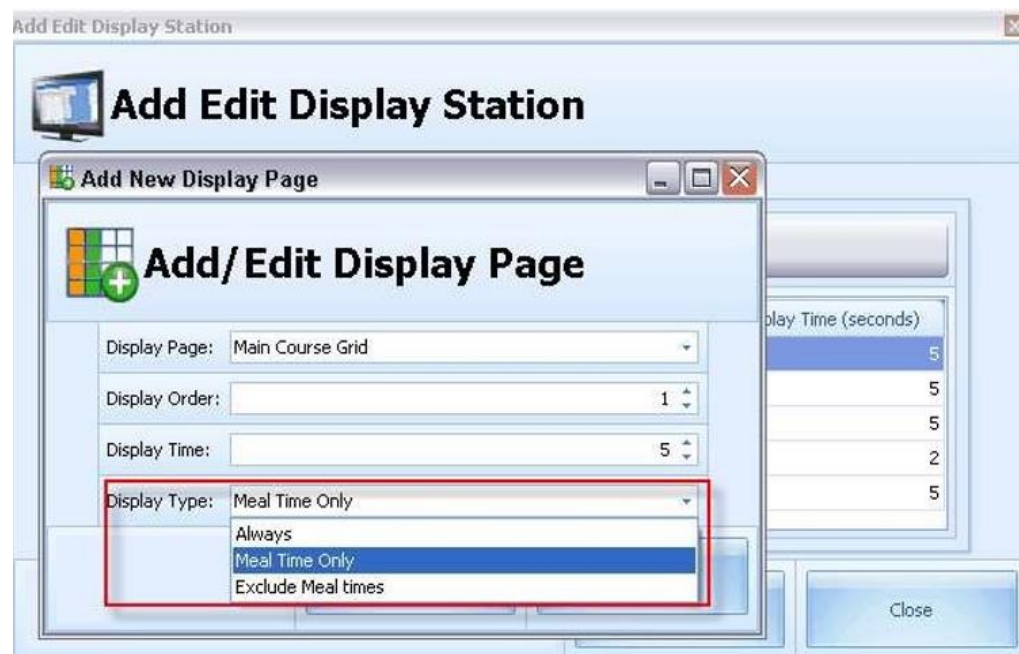 Add Edit Display Station
Add Edit Display Station
Add New Display Page
Add/Edit Display Page
Display Page: Main Course Grid
Display Order: 1
Display Time: 5
Display Type: Meal Time Only
Always
Meal Time Only
Exclude Meal times
Time (seconds)
5
5
5
2
5
Close